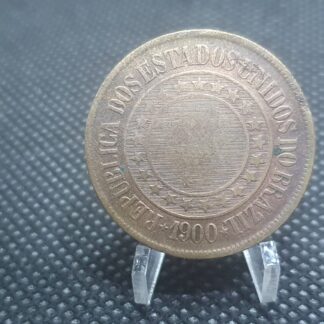 REPUBLICA DOS ESTADOS UNIDOS DO BRAZIL
1900